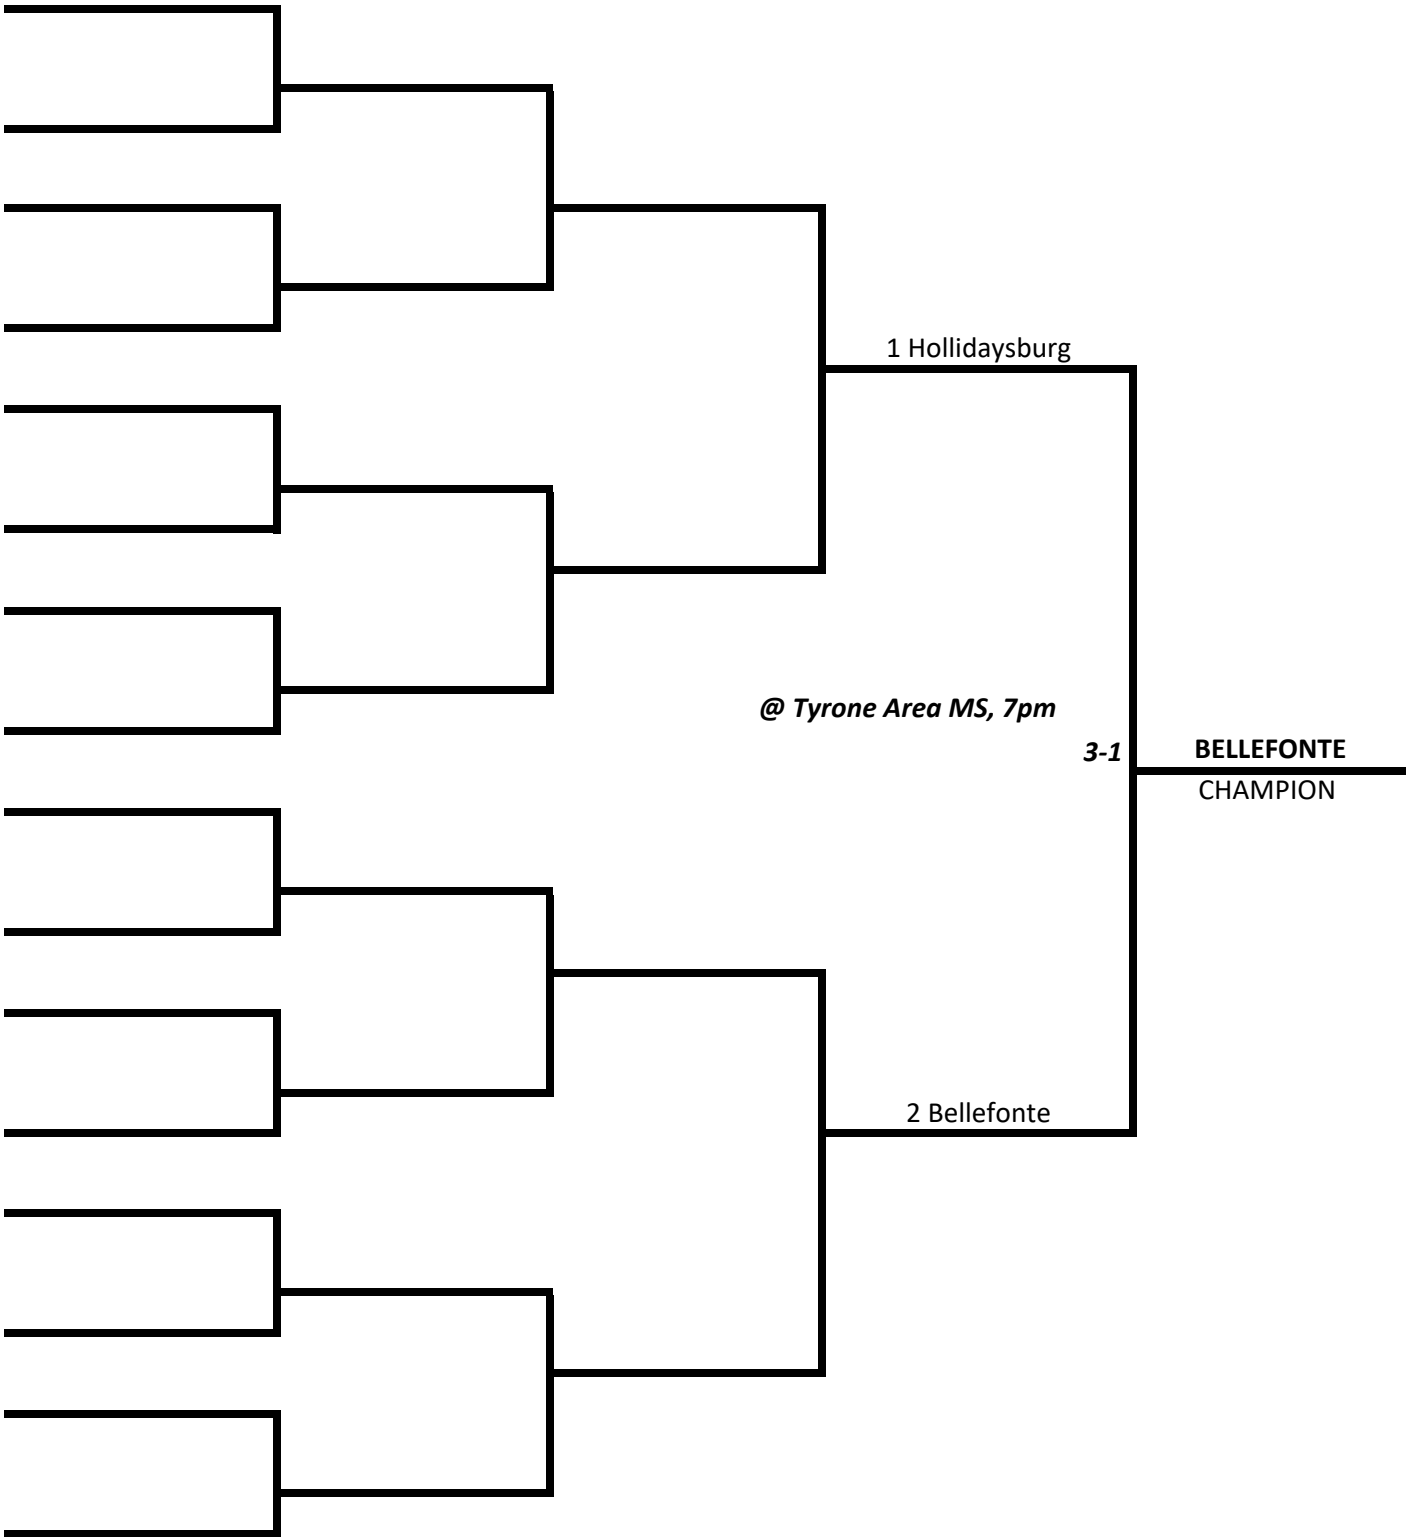 1 Hollidaysburg
@ Tyrone Area MS, 7pm
3-1
BELLEFONTE
CHAMPION
2 Bellefonte